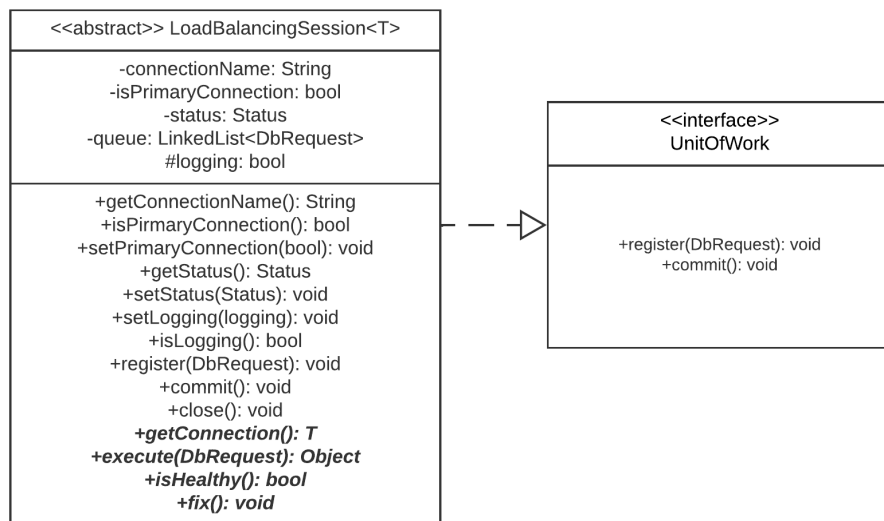 <<abstract>> LoadBalancingSession<T>
-connectionName: String
-isPrimaryConnection: bool
-status: Status
-queue: LinkedList<DbRequest>
#logging: bool
+getConnectionName(): String
+isPirmaryConnection(): bool
+setPrimaryConnection(bool): void
+getStatus(): Status
+setStatus(Status): void
+setLogging(logging): void
+isLogging(): bool
+register(DbRequest): void
+commit(): void
+close(): void
+getConnection(): T
+execute(DbRequest): Object
+isHealthy(): bool
+fix(): void
<<interface>>
UnitOfWork
+register(DbRequest): void
+commit(): void